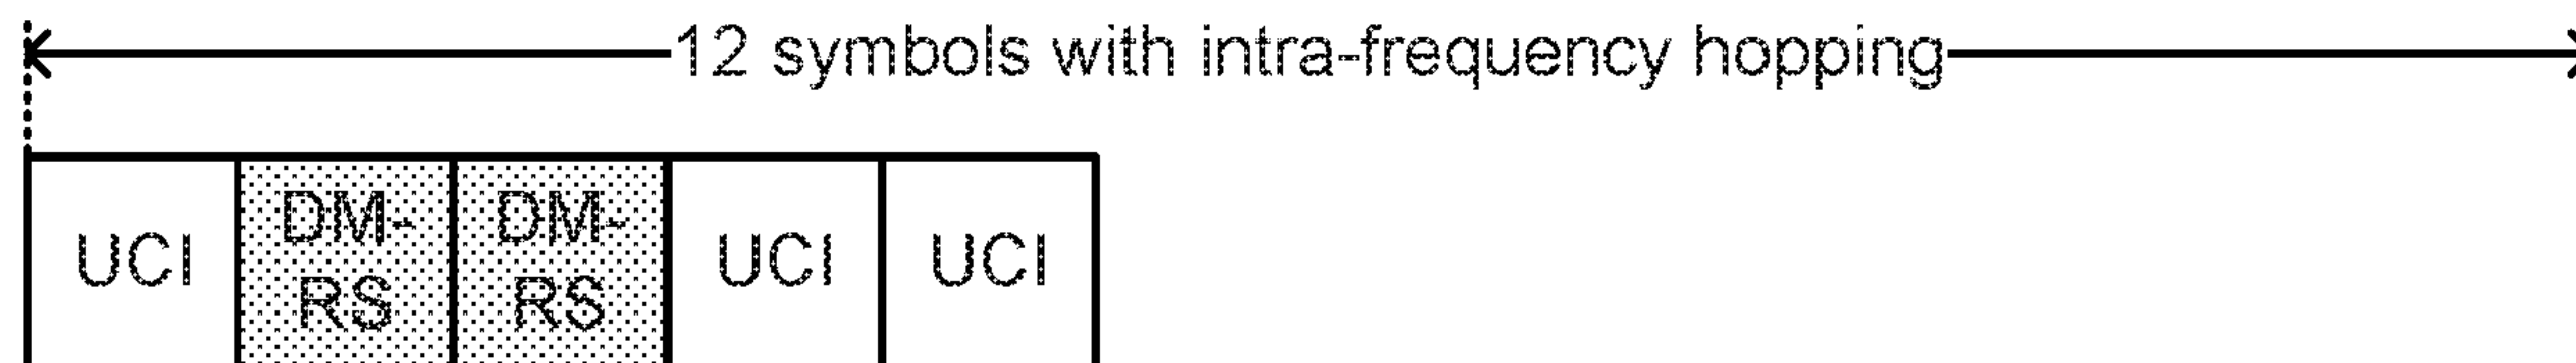 12 symbols with intra-frequency hopping
UCI DM-RS DM-RS UCI UCI